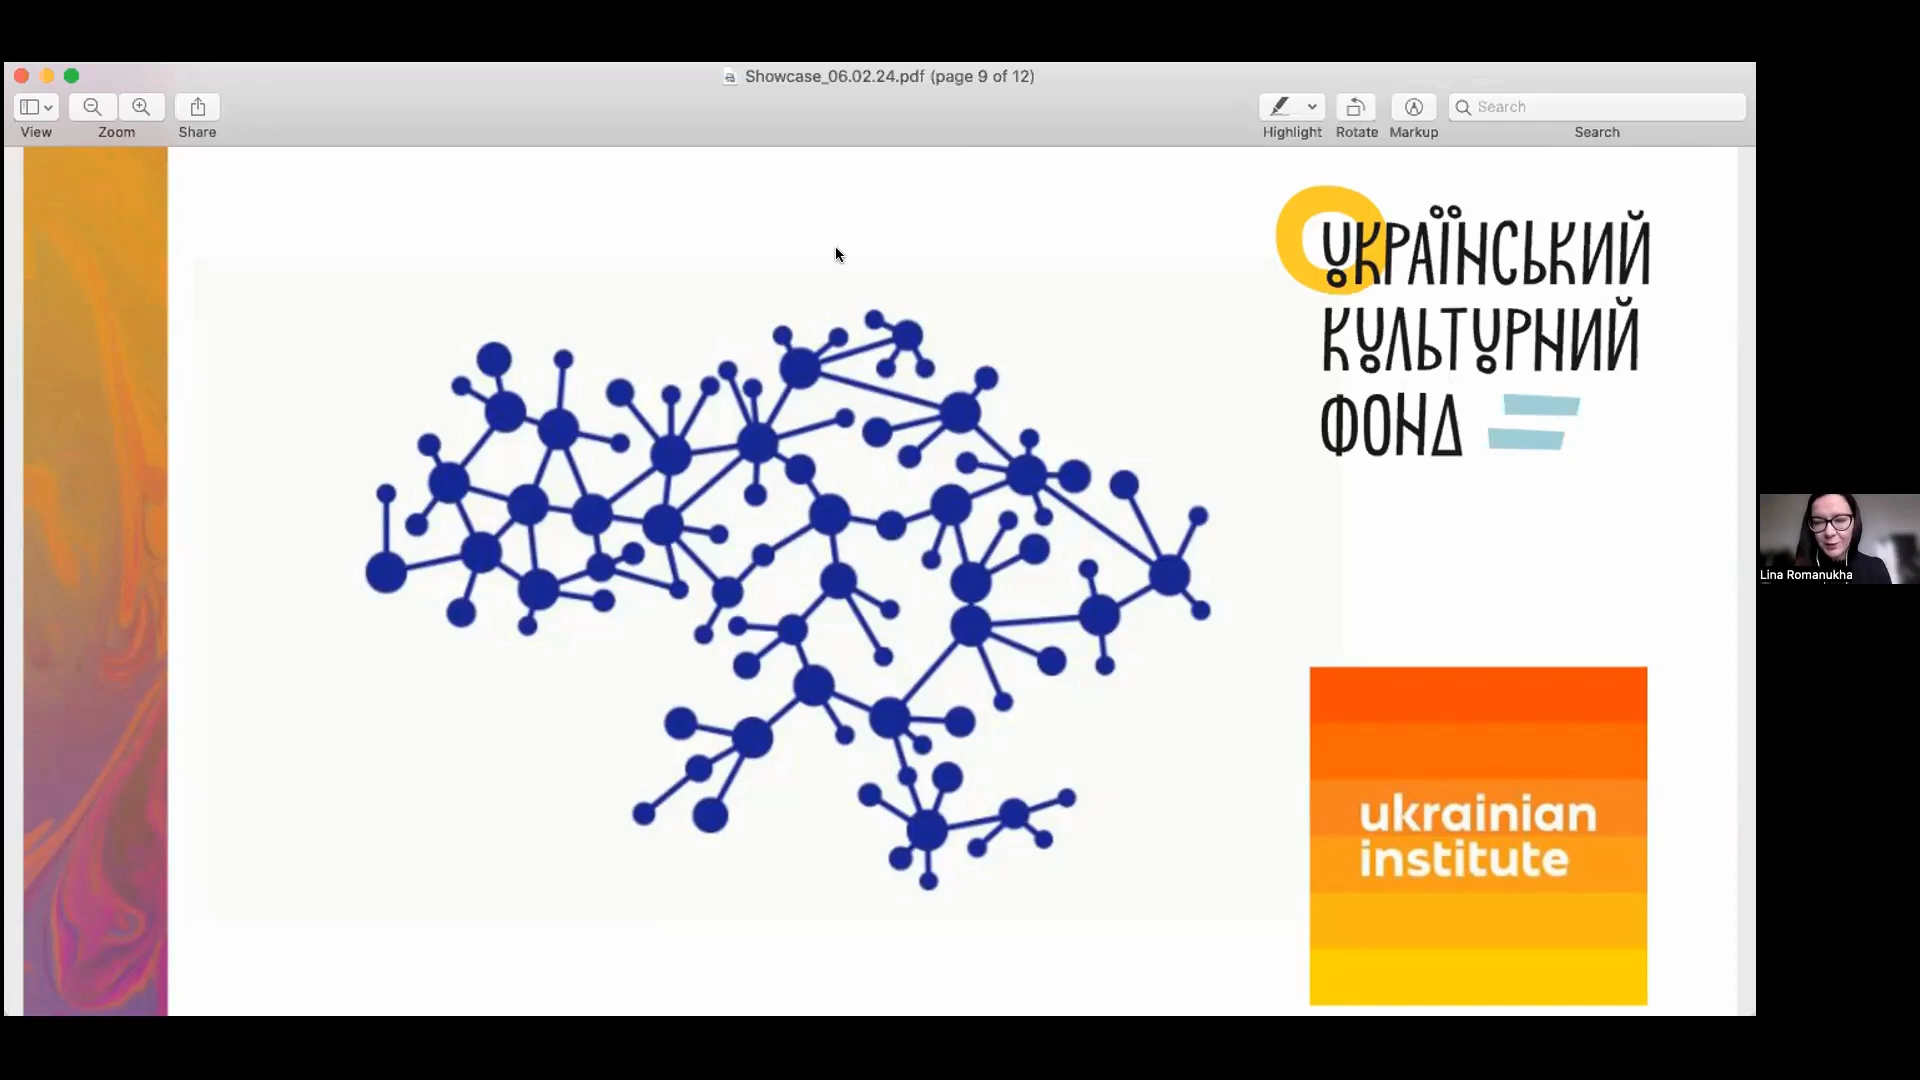 Showcase_06.02.24.pdf (page 9 of 12)
View
Zoom
Share
Highlight
Rotate
Markup
Search
Search
УКРАЇНСЬКИЙ
КУЛЬТУРНИЙ
ФОНД
Lina Romanukha
ukrainian
institute